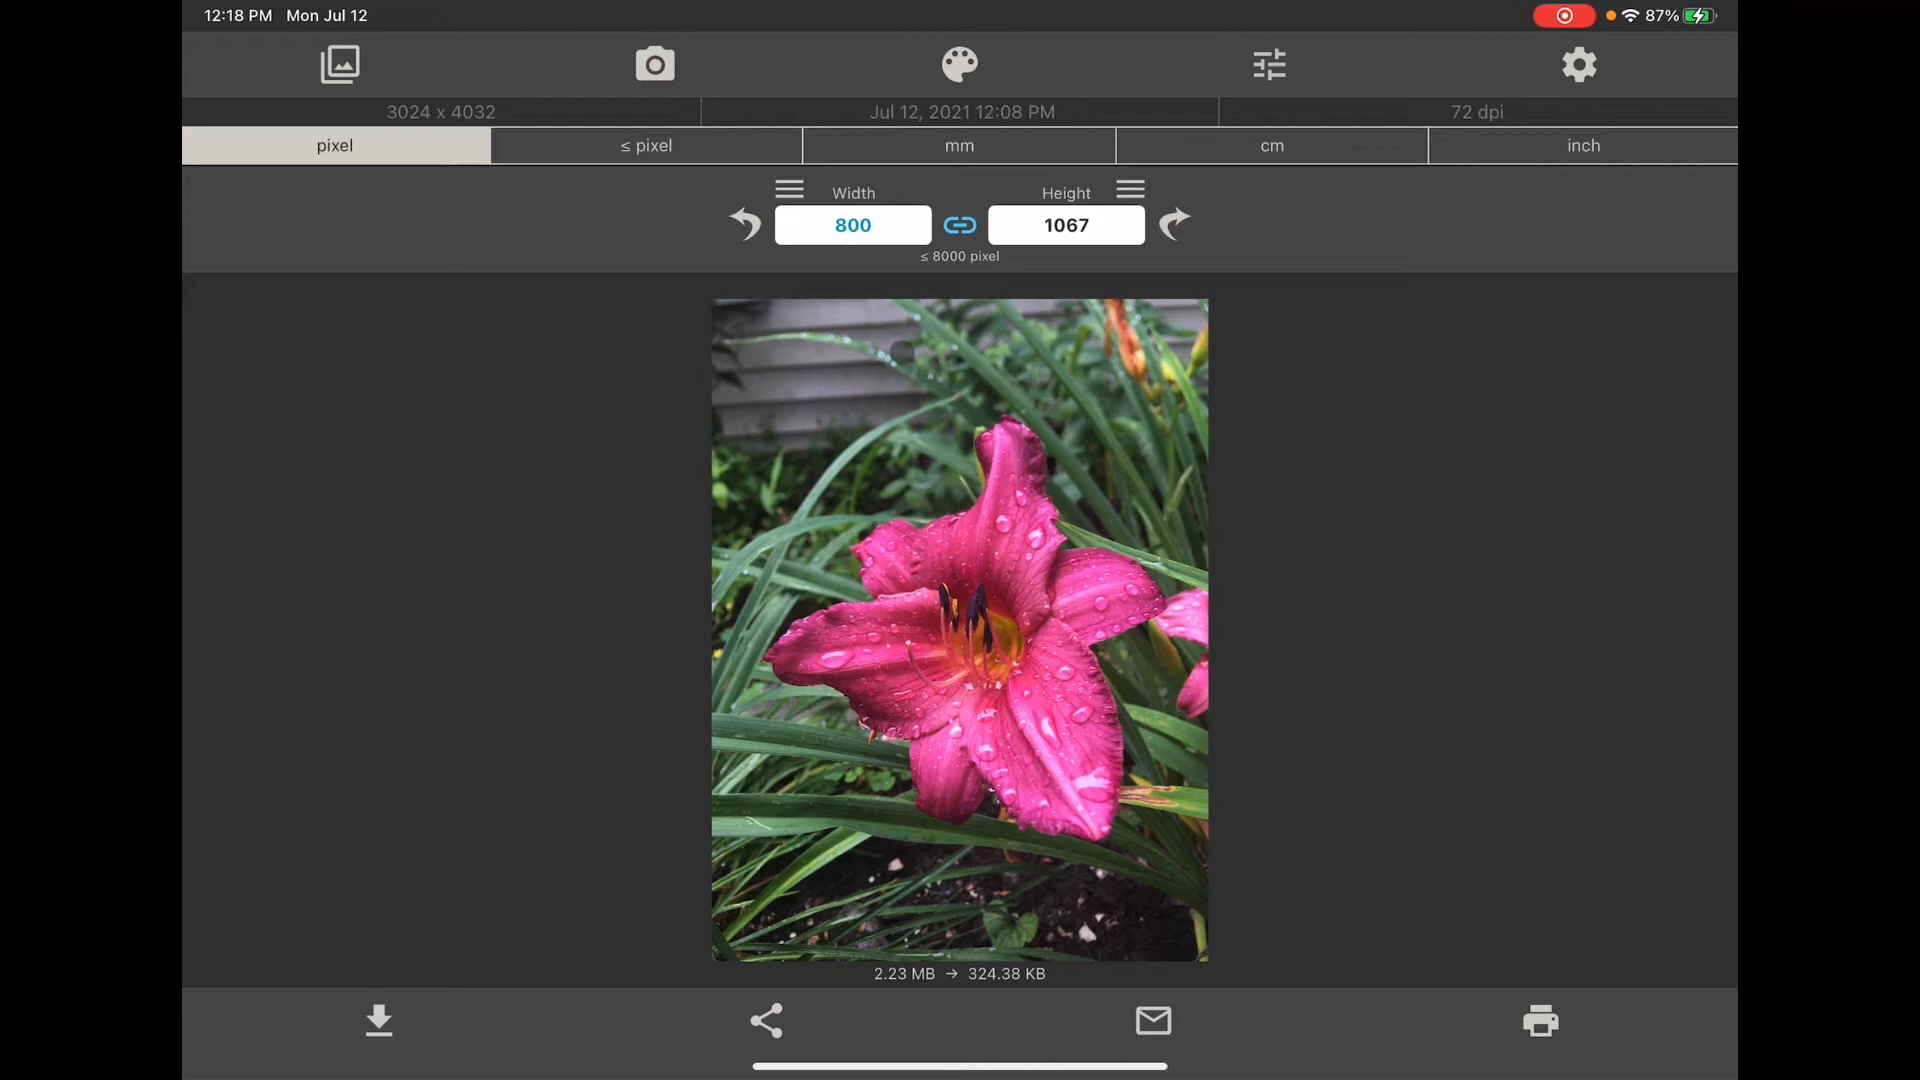 12:18 PM Mon Jul 12
87%
3024 x 4032
Jul 12, 2021 12:08 PM
72 dpi
pixel
≤ pixel
mm
cm
inch
Width
Height
800
1067
≤ 8000 pixel
2.23 MB → 324.38 KB